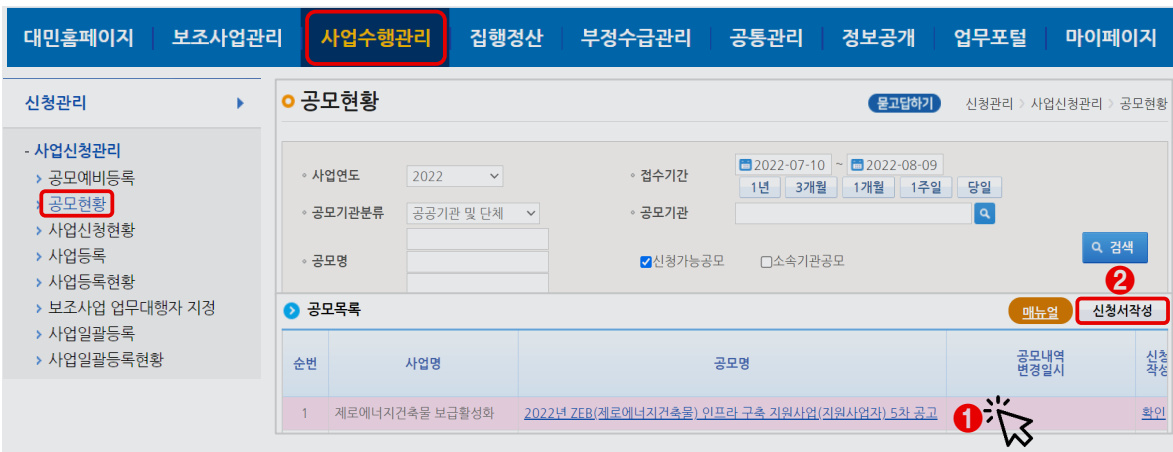 대민홈페이지 보조사업관리 사업수행관리 집행정산 부정수급관리 공통관리 정보공개 업무포털 마이페이지
신청관리
- 사업신청관리
공모예비등록
공모현황
사업신청현황
사업등록
사업등록현황
보조사업 업무대행자 지정
사업일괄등록
사업일괄등록현황
공모현황
묻고답하기 신청관리 > 사업신청관리 > 공모현황
사업연도 2022 접수기간 2022-07-10 ~ 2022-08-09
1년 3개월 1개월 1주일 당일
공모기관분류 공공기관 및 단체 공모기관
공모명 신청가능공모 소속기관공모 검색
2
공모목록 매뉴얼 신청서작성
순번 사업명 공모명 공모내역 변경일시 신청 작성
1 제로에너지건축물 보급활성화 2022년 ZEB(제로에너지건축물) 인프라 구축 지원사업(지원사업자) 5차 공고 1 확인